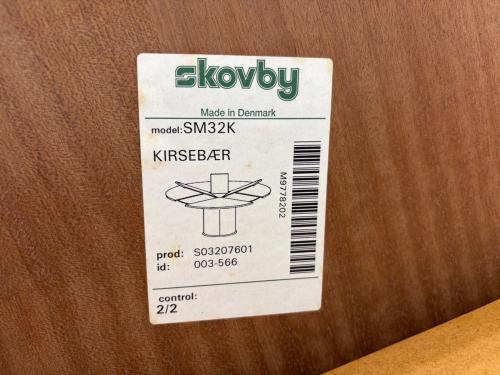 skovby
Made in Denmark
model: SM32K
KIRSEBÆR
M9778202
prod: S03207601
id: 003-566
control:
2/2